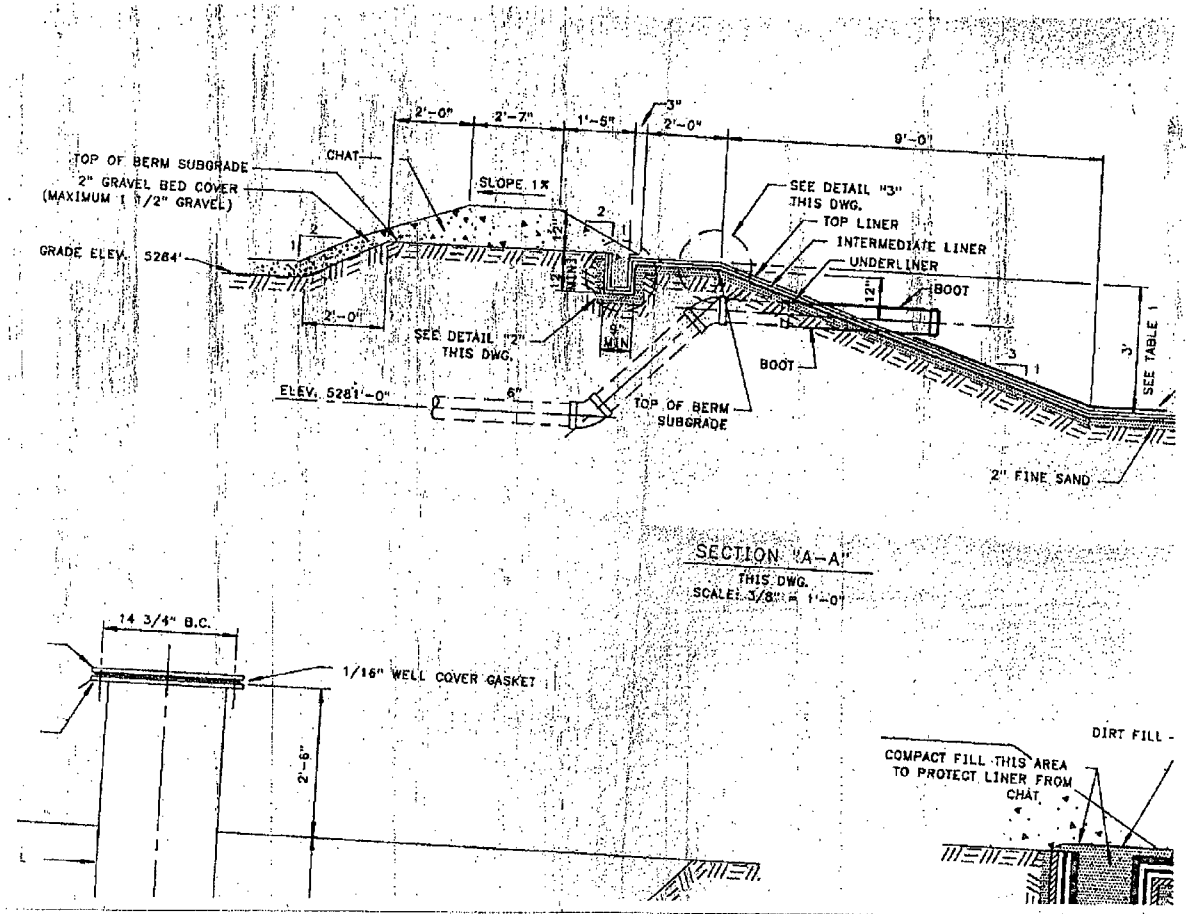 3"
2'-0"
2'-7"
1'-5"
2'-0"
9'-0"
TOP OF BERM SUBGRADE
CHAT
2" GRAVEL BED COVER
(MAXIMUM 1 1/2" GRAVEL)
SLOPE 1%
SEE DETAIL "3"
THIS DWG.
TOP LINER
INTERMEDIATE LINER
UNDERLINER
2
1
2
1
12"
GRADE ELEV. 5284'
12"
BOOT
MIN
2'-0"
SEE DETAIL "2"
THIS DWG.
MIN
BOOT
3
1
3'
SEE TABLE 1
ELEV. 5281'-0"
6"
TOP OF BERM
SUBGRADE
2" FINE SAND
SECTION "A-A"
THIS DWG.
SCALE: 3/8" = 1'-0"
14 3/4" B.C.
1/16" WELL COVER GASKET
2'-6"
L
DIRT FILL
COMPACT FILL THIS AREA
TO PROTECT LINER FROM
CHAT